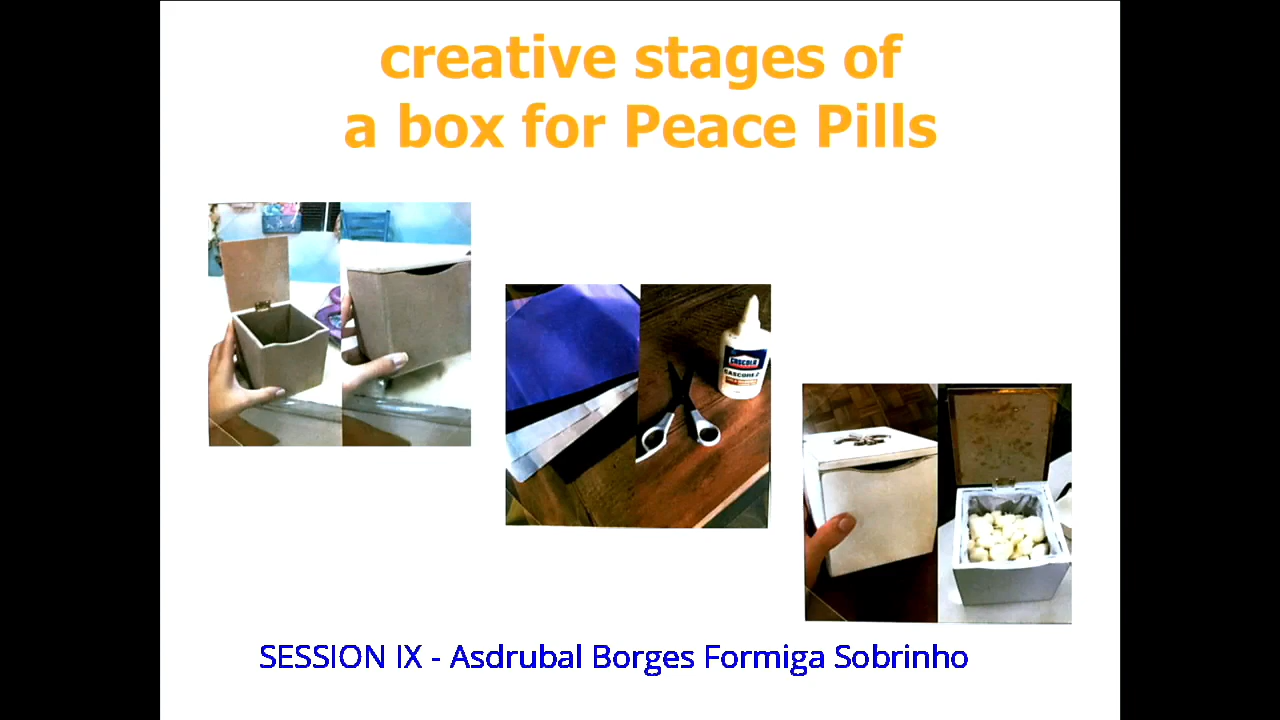 creative stages of
a box for Peace Pills
CASCOLA
CASCOREZ
SESSION IX - Asdrubal Borges Formiga Sobrinho